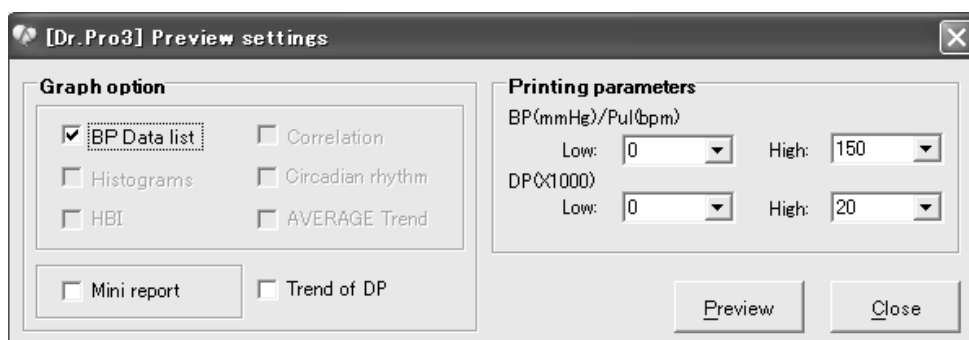 [Dr.Pro3] Preview settings
Graph option
BP Data list
Correlation
Histograms
Circadian rhythm
HBI
AVERAGE Trend
Mini report
Trend of DP
Printing parameters
BP(mmHg)/Pul(bpm)
Low: 0 High: 150
DP(X1000)
Low: 0 High: 20
Preview
Close